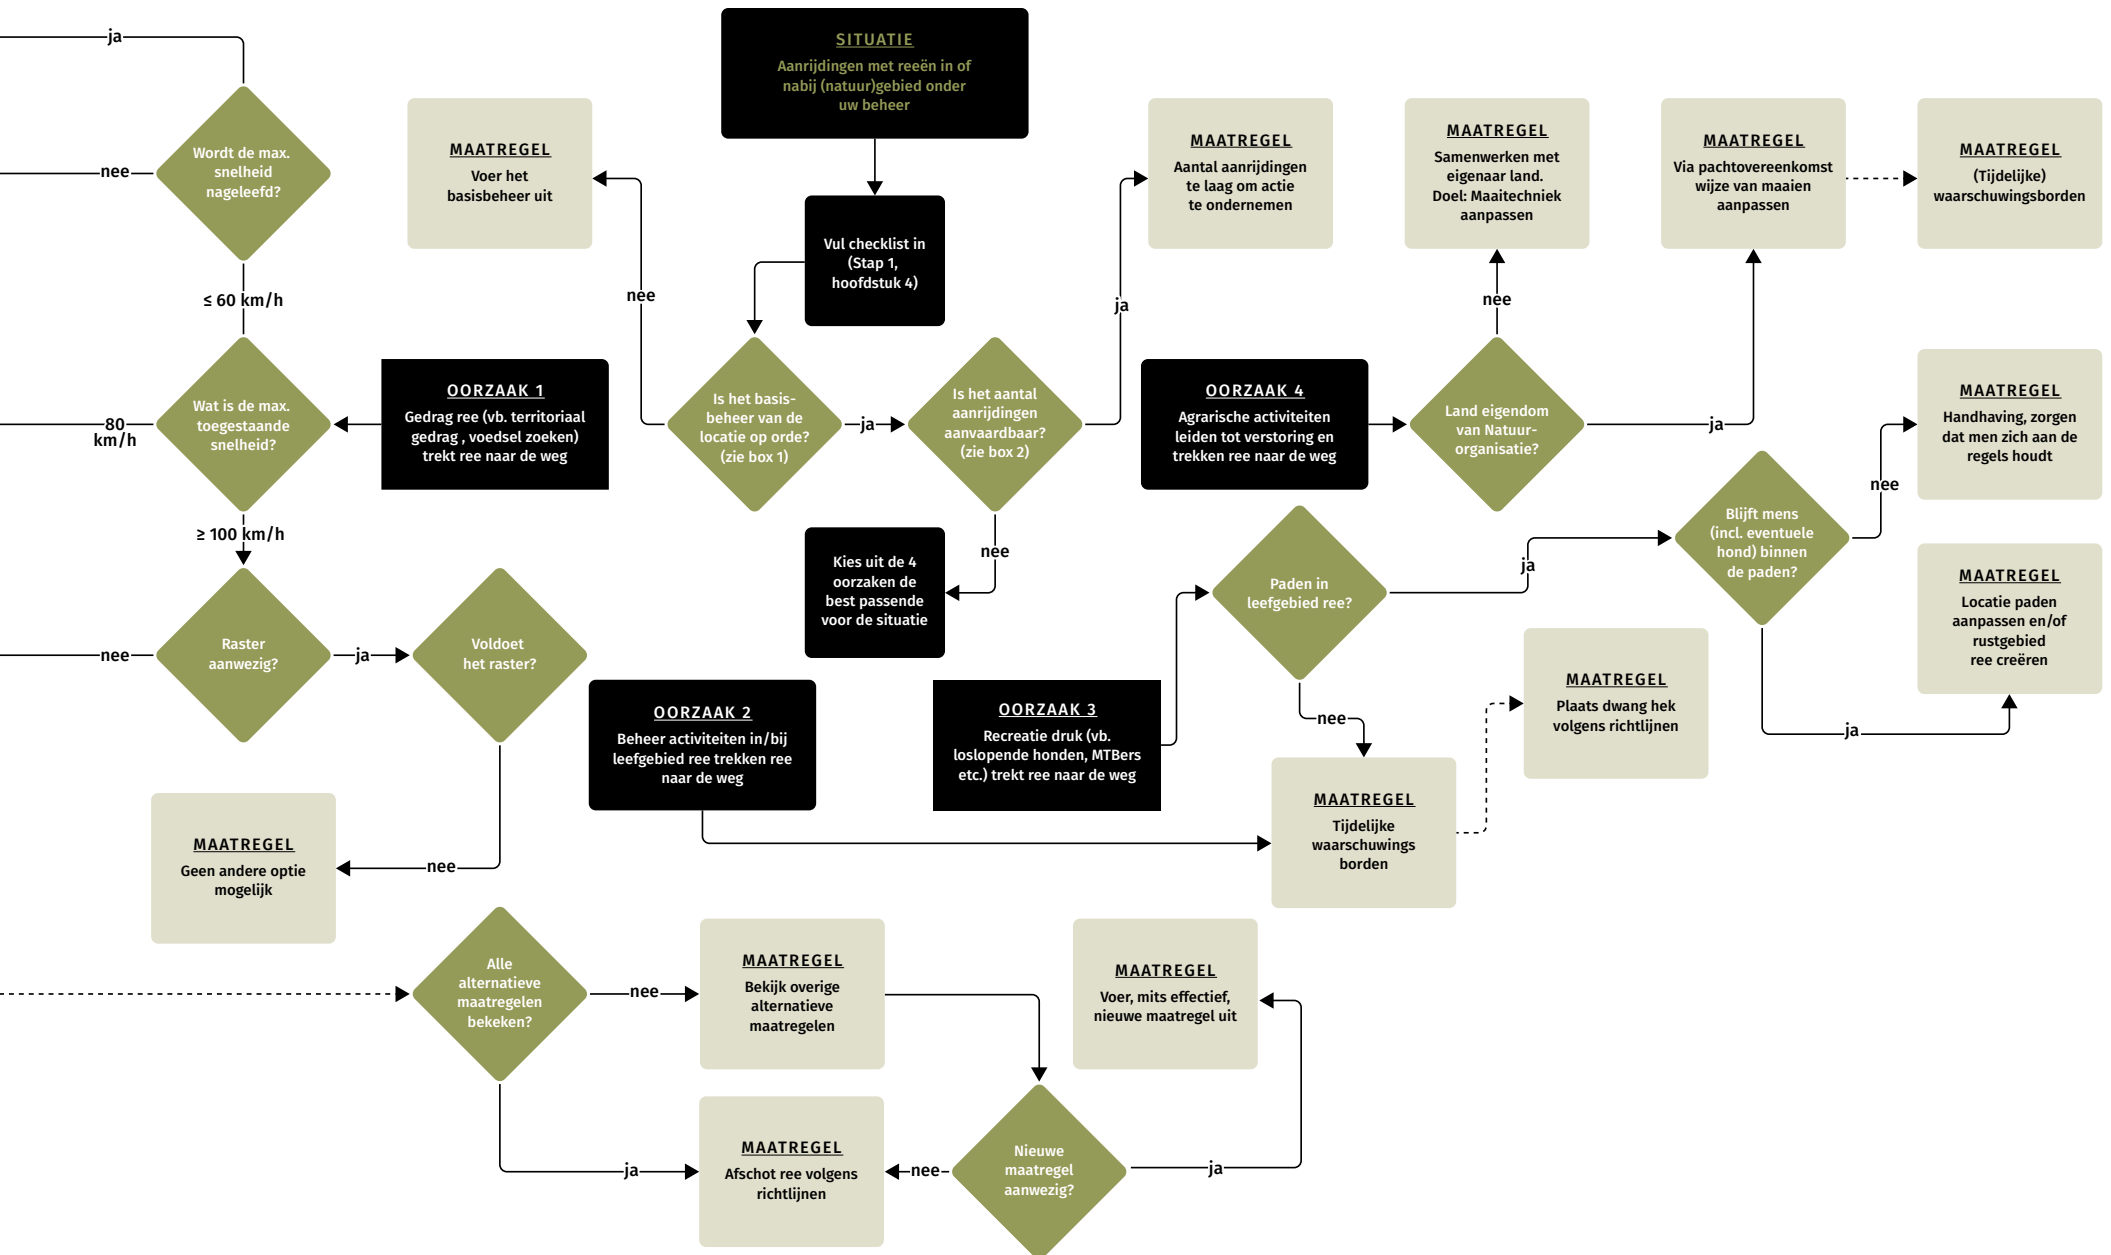 ja
SITUATIE
Aanrijdingen met reeën in of
nabij (natuur)gebied onder
uw beheer
Wordt de max.
snelheid
nageleefd?
nee
MAATREGEL
Voer het
basisbeheer uit
MAATREGEL
Aantal aanrijdingen
te laag om actie
te ondernemen
MAATREGEL
Samenwerken met
eigenaar land.
Doel: Maaitechniek
aanpassen
MAATREGEL
Via pachtovereenkomst
wijze van maaien
aanpassen
MAATREGEL
(Tijdelijke)
waarschuwingsborden
Vul checklist in
(Stap 1,
hoofdstuk 4)
≤ 60 km/h
nee
ja
nee
Wat is de max.
toegestaande
snelheid?
80
km/h
OORZAAK 1
Gedrag ree (vb. territoriaal
gedrag , voedsel zoeken)
trekt ree naar de weg
Is het basis-
beheer van de
locatie op orde?
(zie box 1)
ja
Is het aantal
aanrijdingen
aanvaardbaar?
(zie box 2)
OORZAAK 4
Agrarische activiteiten
leiden tot verstoring en
trekken ree naar de weg
Land eigendom
van Natuur-
organisatie?
ja
MAATREGEL
Handhaving, zorgen
dat men zich aan de
regels houdt
nee
≥ 100 km/h
nee
Kies uit de 4
oorzaken de
best passende
voor de situatie
Paden in
leefgebied ree?
ja
Blijft mens
(incl. eventuele
hond) binnen
de paden?
MAATREGEL
Locatie paden
aanpassen en/of
rustgebied
ree creëren
nee
Raster
aanwezig?
ja
Voldoet
het raster?
OORZAAK 2
Beheer activiteiten in/bij
leefgebied ree trekken ree
naar de weg
OORZAAK 3
Recreatie druk (vb.
loslopende honden, MTBers
etc.) trekt ree naar de weg
nee
MAATREGEL
Plaats dwang hek
volgens richtlijnen
ja
MAATREGEL
Tijdelijke
waarschuwings
borden
MAATREGEL
Geen andere optie
mogelijk
nee
Alle
alternatieve
maatregelen
bekeken?
nee
MAATREGEL
Bekijk overige
alternatieve
maatregelen
MAATREGEL
Voer, mits effectief,
nieuwe maatregel uit
ja
MAATREGEL
Afschot ree volgens
richtlijnen
nee
Nieuwe
maatregel
aanwezig?
ja